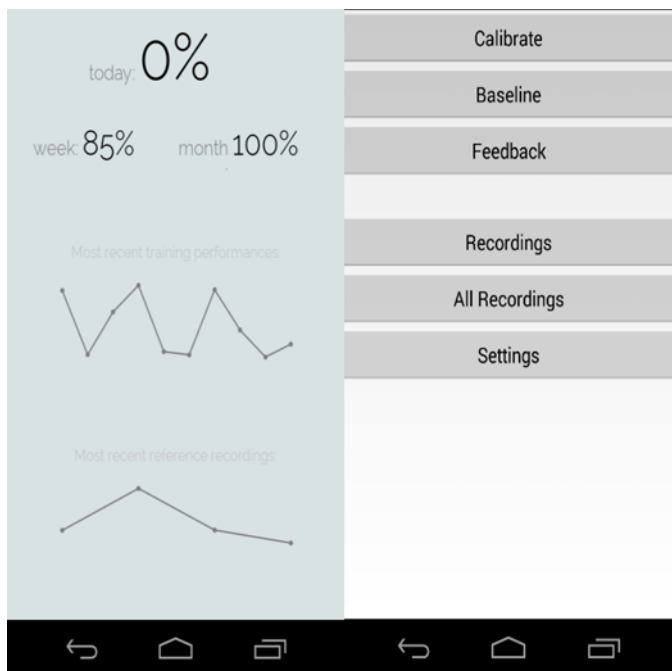 today: 0%
week: 85% month 100%
Most recent training performances:
Most recent reference recordings:
Calibrate
Baseline
Feedback
Recordings
All Recordings
Settings